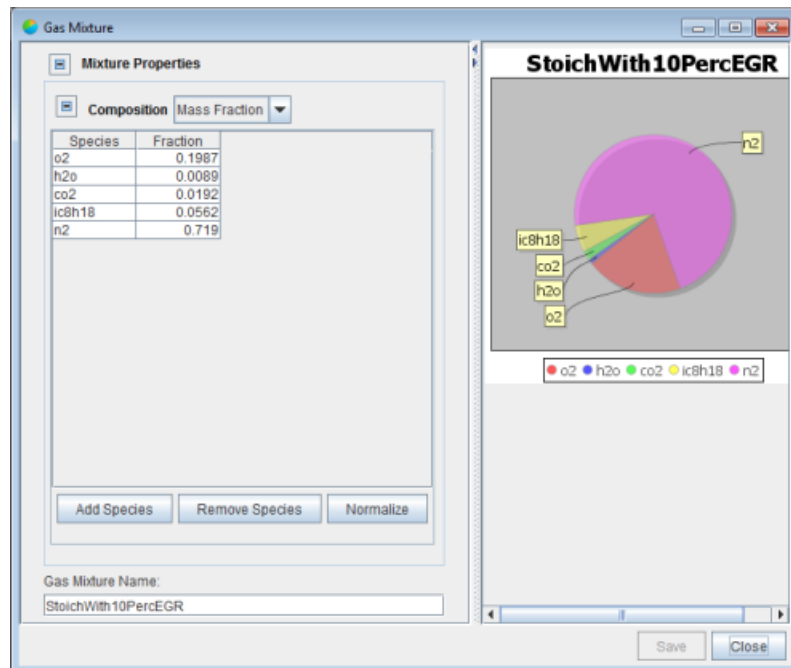 Gas Mixture
Mixture Properties
Composition Mass Fraction
Species Fraction
o2 0.1987
h2o 0.0089
co2 0.0192
ic8h18 0.0562
n2 0.719
Add Species Remove Species Normalize
Gas Mixture Name:
StoichWith10PercEGR
StoichWith10PercEGR
n2
ic8h18
co2
h2o
o2
o2 h2o co2 ic8h18 n2
Save Close